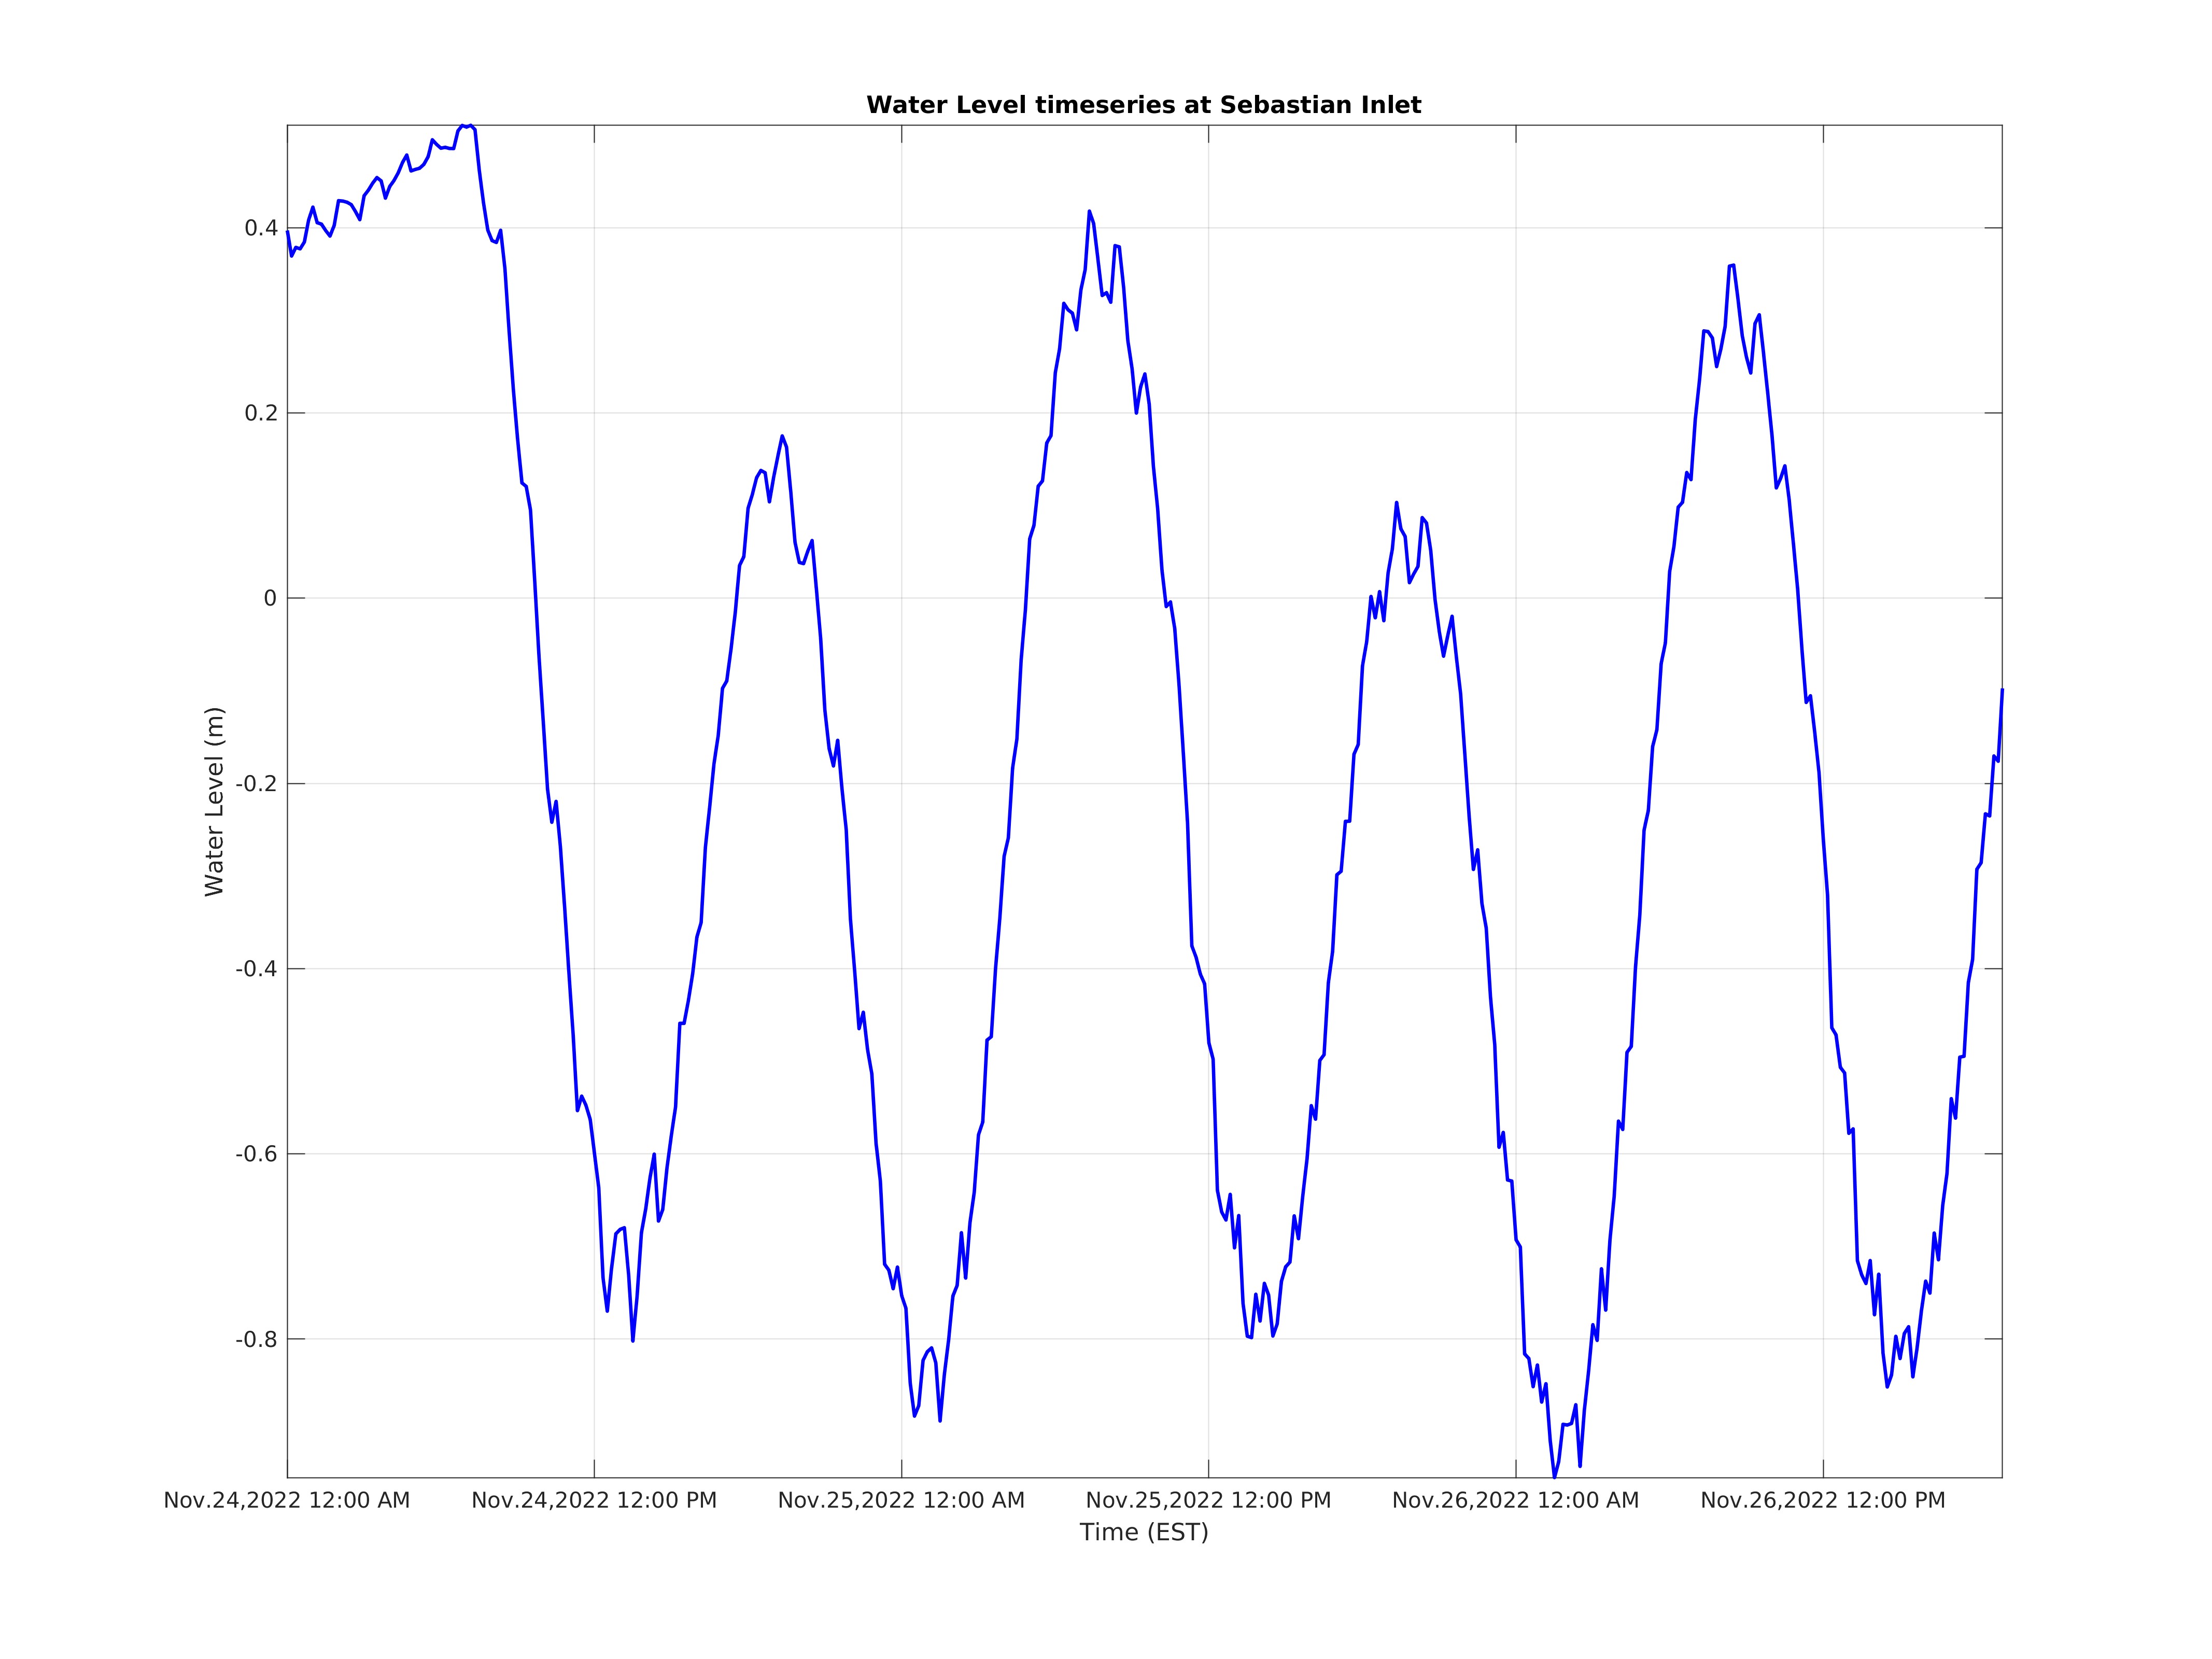 Water Level timeseries at Sebastian Inlet
0.4
0.2
0
-0.2
-0.4
-0.6
-0.8
Water Level (m)
Nov.24,2022 12:00 AM
Nov.24,2022 12:00 PM
Nov.25,2022 12:00 AM
Nov.25,2022 12:00 PM
Nov.26,2022 12:00 AM
Nov.26,2022 12:00 PM
Time (EST)